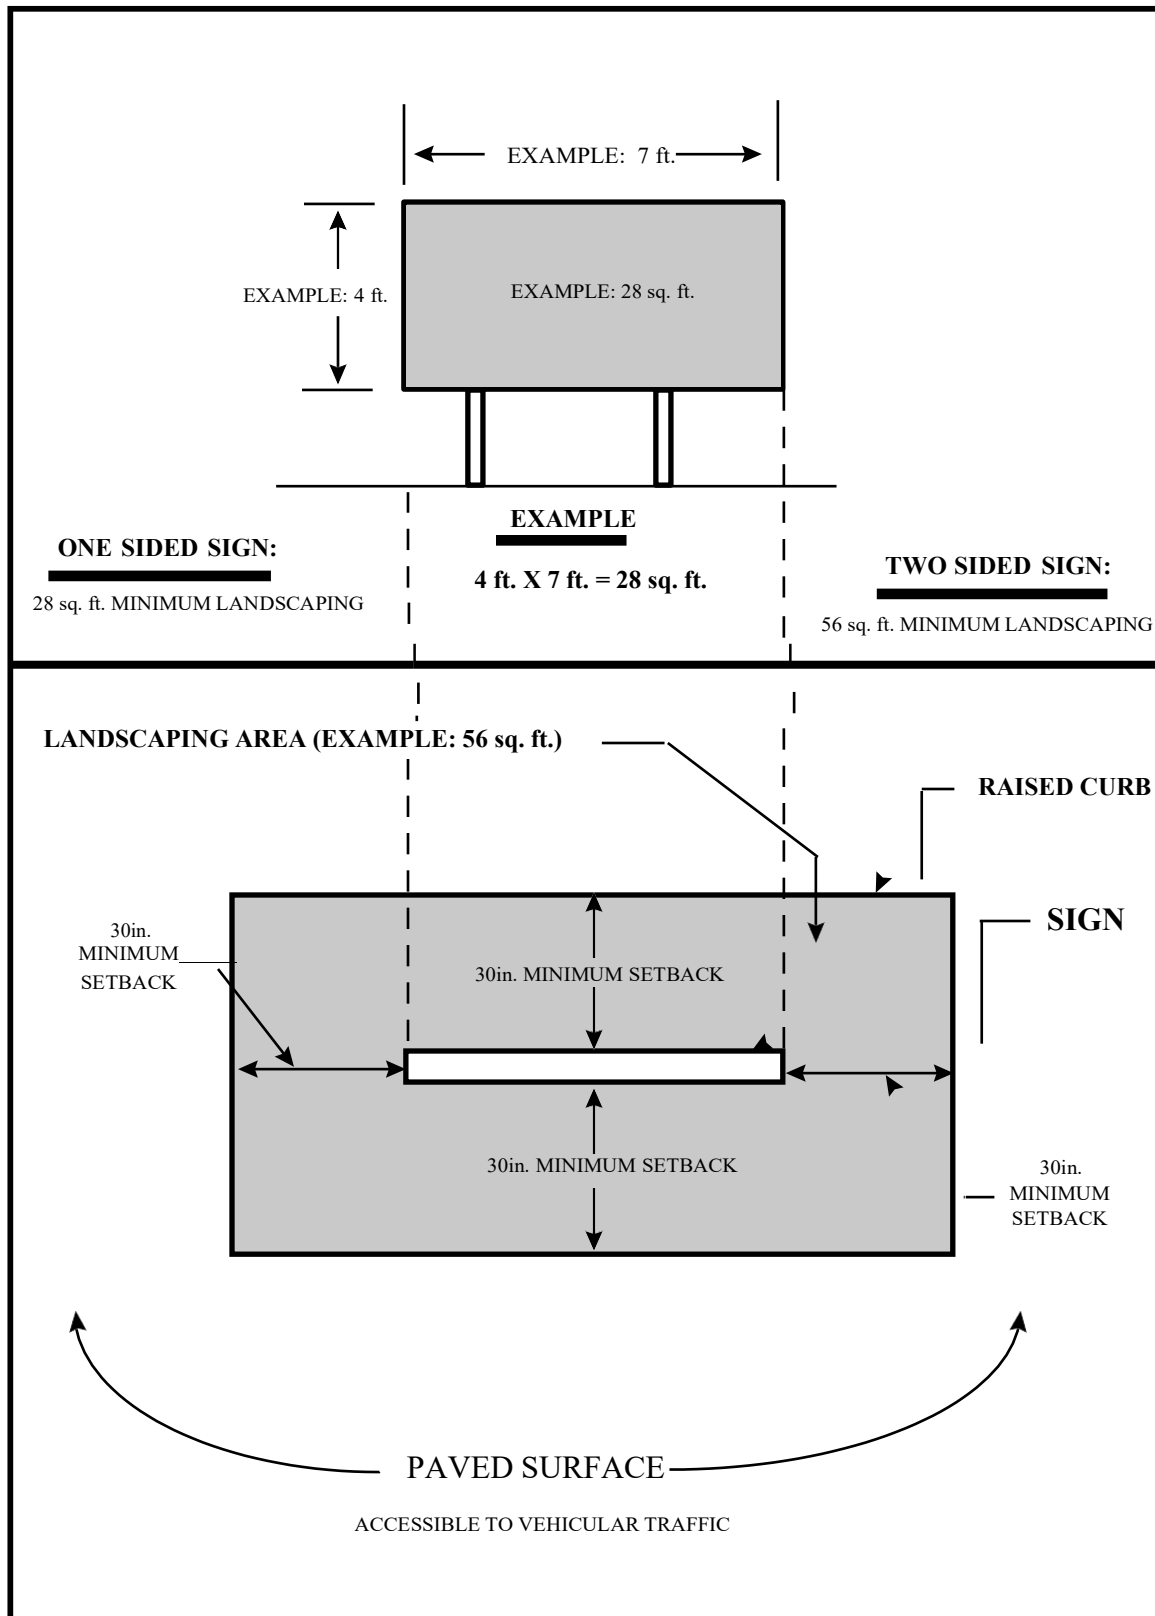 EXAMPLE: 7 ft.
EXAMPLE: 4 ft.
EXAMPLE: 28 sq. ft.
EXAMPLE
4 ft. X 7 ft. = 28 sq. ft.
ONE SIDED SIGN:
28 sq. ft. MINIMUM LANDSCAPING
TWO SIDED SIGN:
56 sq. ft. MINIMUM LANDSCAPING
LANDSCAPING AREA (EXAMPLE: 56 sq. ft.)
RAISED CURB
SIGN
30in.
MINIMUM
SETBACK
30in. MINIMUM SETBACK
30in. MINIMUM SETBACK
30in.
MINIMUM
SETBACK
PAVED SURFACE
ACCESSIBLE TO VEHICULAR TRAFFIC